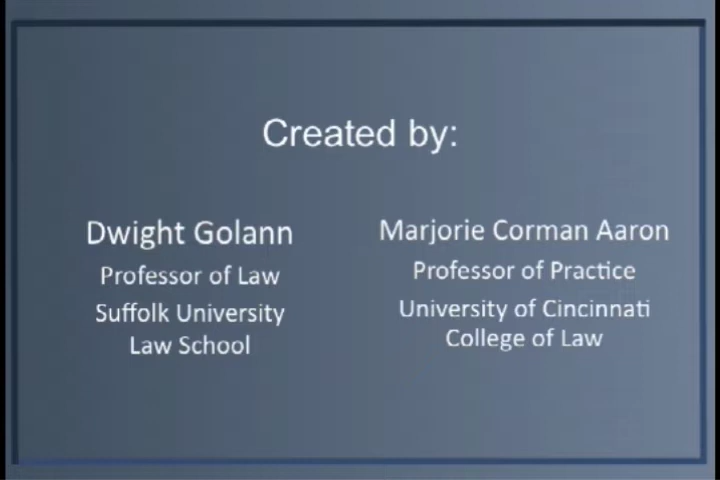 Created by:
Dwight Golann
Professor of Law
Suffolk University
Law School
Marjorie Corman Aaron
Professor of Practice
University of Cincinnati
College of Law